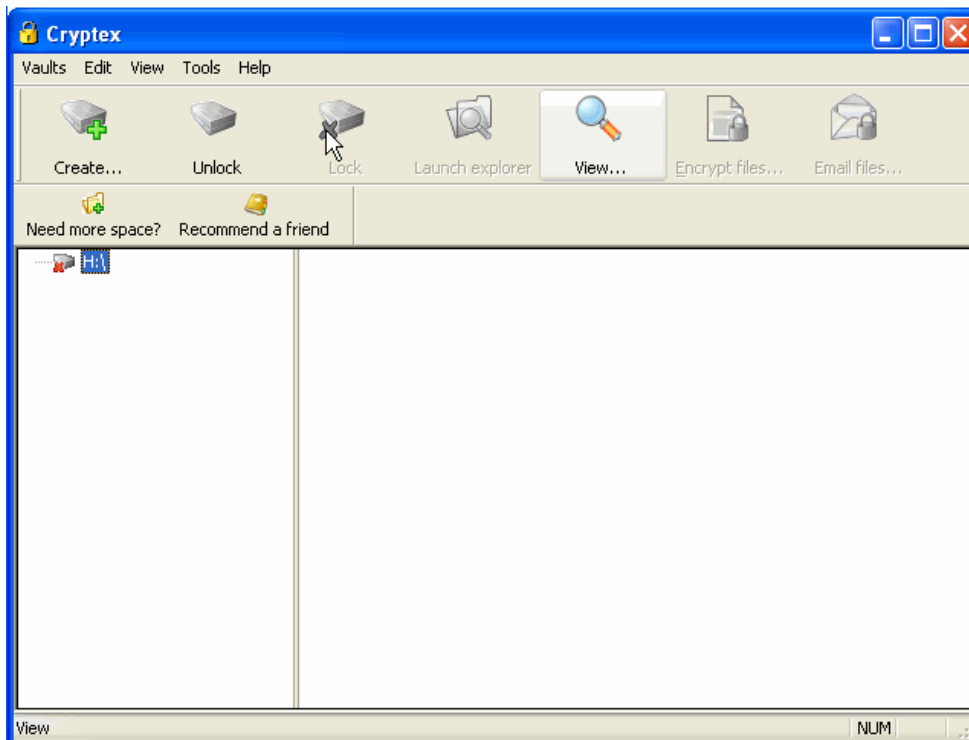 Cryptex
Vaults Edit View Tools Help
Create... Unlock Lock Launch explorer View... Encrypt files... Email files...
Need more space? Recommend a friend
H:\
View NUM